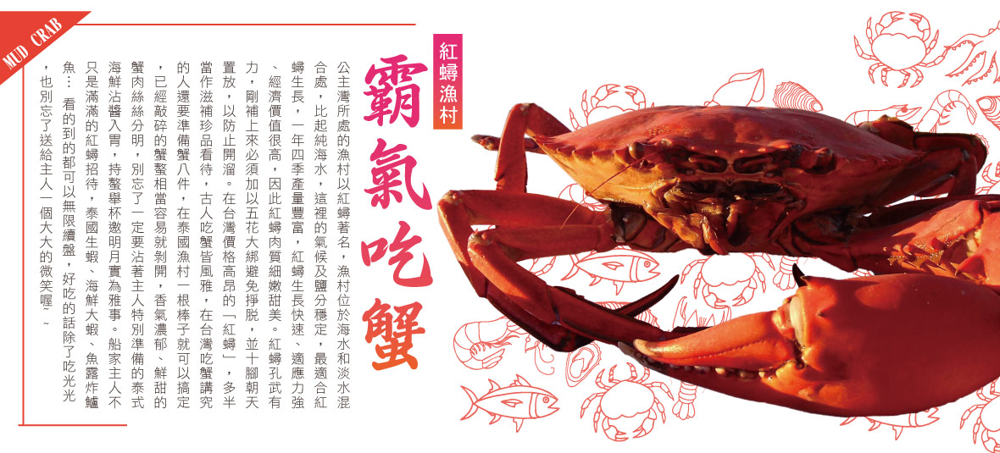 MUD CRAB
紅蟳漁村
霸氣吃蟹
公主灣所處的漁村以紅蟳著名，漁村位於海水和淡水混
合處，比起純海水，這裡的氣候及鹽分穩定，最適合紅
蟳生長，一年四季產量豐富，紅蟳生長快速、適應力強
、經濟價值很高，因此紅蟳肉質細嫩甜美。紅蟳孔武有
力，剛補上來必須加以五花大綁避免掙脱，並十腳朝天
置放，以防止開溜。在台灣價格高昂的「紅蟳」，多半
當作滋補珍品看待，古人吃蟹皆風雅，在台灣吃蟹講究
的人還要準備蟹八件，在泰國漁村一根棒子就可以搞定
，已經敲碎的蟹螯相當容易就剝開，香氣濃郁、鮮甜的
蟹肉絲絲分明，別忘了一定要沾著主人特別準備的泰式
海鮮沾醬入胃，持螯舉杯邀明月實為雅事。船家主人不
只是滿滿的紅蟳招待，泰國生蝦、海鮮大蝦、魚露炸鱸
魚… 看的到的都可以無限續盤，好吃的話除了吃光光
，也別忘了送給主人一個大大的微笑喔~ ~